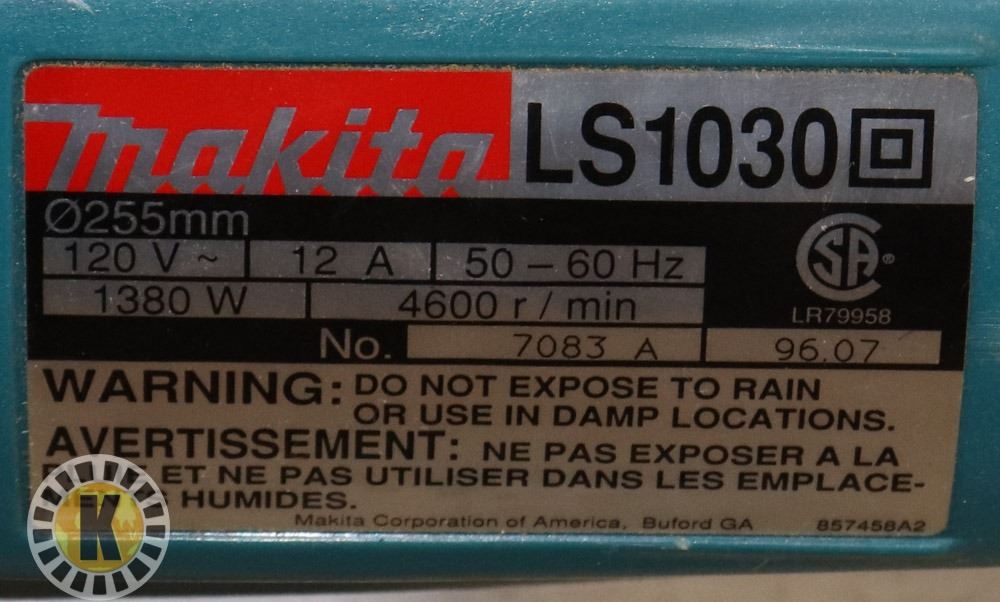 makita LS1030
Ø255mm
120 V ~ 12 A 50 – 60 Hz
1380 W 4600 r / min
CSA ®
LR79958
No. 7083 A 96.07
WARNING: DO NOT EXPOSE TO RAIN
OR USE IN DAMP LOCATIONS.
AVERTISSEMENT: NE PAS EXPOSER A LA
ET NE PAS UTILISER DANS LES EMPLACE-
HUMIDES.
Makita Corporation of America, Buford GA 857458A2
K